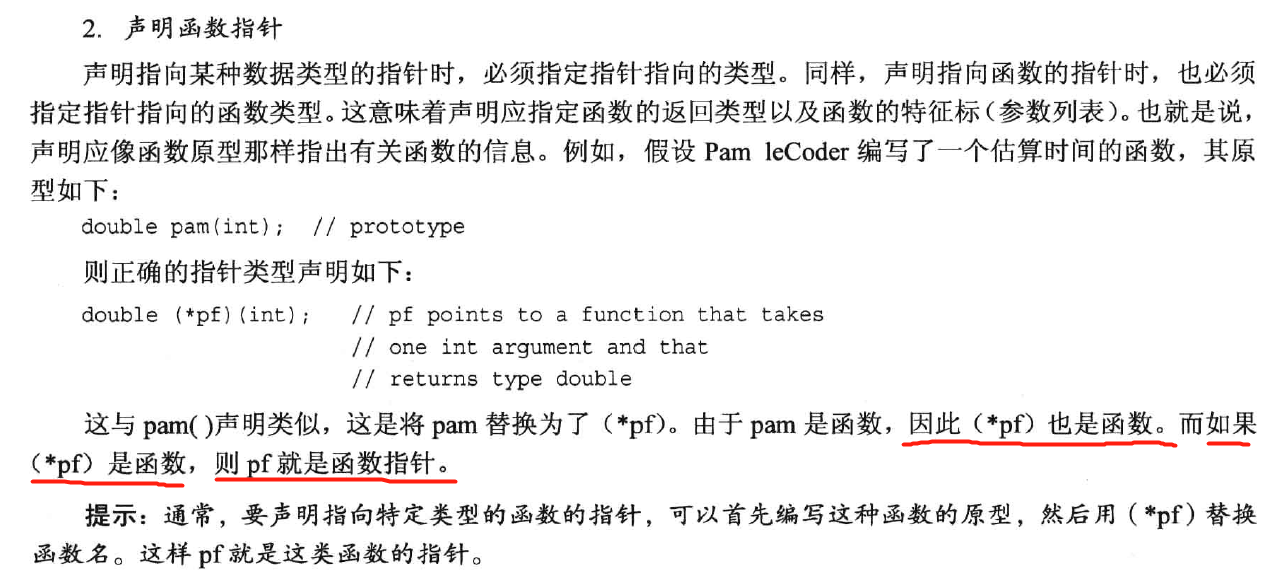 2. 声明函数指针
声明指向某种数据类型的指针时，必须指定指针指向的类型。同样，声明指向函数的指针时，也必须
指定指针指向的函数类型。这意味着声明应指定函数的返回类型以及函数的特征标（参数列表）。也就是说，
声明应像函数原型那样指出有关函数的信息。例如，假设 Pam leCoder 编写了一个估算时间的函数，其原
型如下：
double pam(int);  // prototype
则正确的指针类型声明如下：
double (*pf)(int);   // pf points to a function that takes
// one int argument and that
// returns type double
这与 pam( )声明类似，这是将 pam 替换为了（*pf）。由于 pam 是函数，因此（*pf）也是函数。而如果
（*pf）是函数，则 pf 就是函数指针。
提示：通常，要声明指向特定类型的函数的指针，可以首先编写这种函数的原型，然后用（*pf）替换
函数名。这样 pf 就是这类函数的指针。